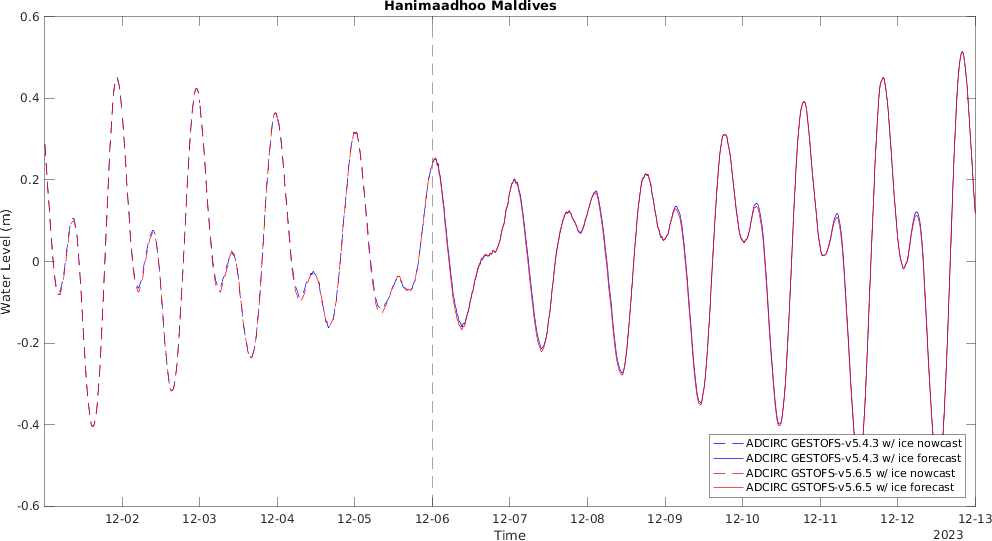 Hanimaadhoo Maldives
0.6
0.4
0.2
0
-0.2
-0.4
-0.6
Water Level (m)
12-02 12-03 12-04 12-05 12-06 12-07 12-08 12-09 12-10 12-11 12-12 12-13
2023
Time
ADCIRC GESTOFS-v5.4.3 w/ ice nowcast
ADCIRC GESTOFS-v5.4.3 w/ ice forecast
ADCIRC GSTOFS-v5.6.5 w/ ice nowcast
ADCIRC GSTOFS-v5.6.5 w/ ice forecast